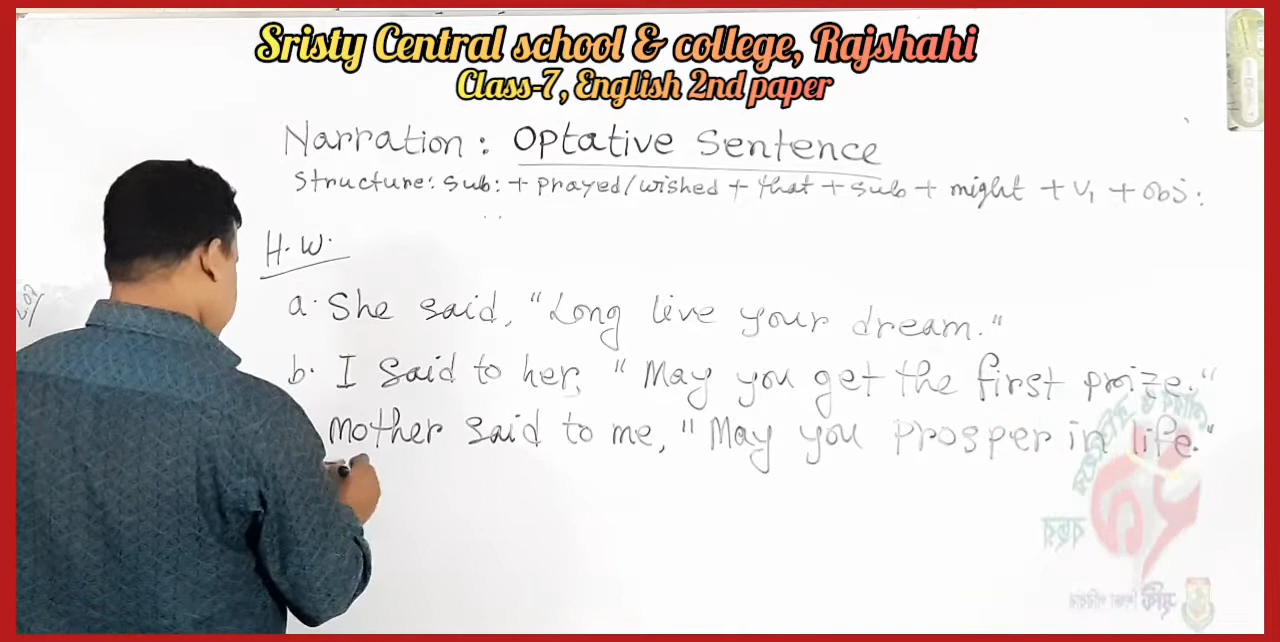 Sristy Central school & college, Rajshahi
Class-7, English 2nd paper
Narration: Optative Sentence
Structure: Sub: + prayed/wished + that + sub + might + V₁ + obj:
H.W.
a. She said, "Long live your dream."
b. I said to her, "May you get the first prize."
Mother said to me, "May you prosper in life."